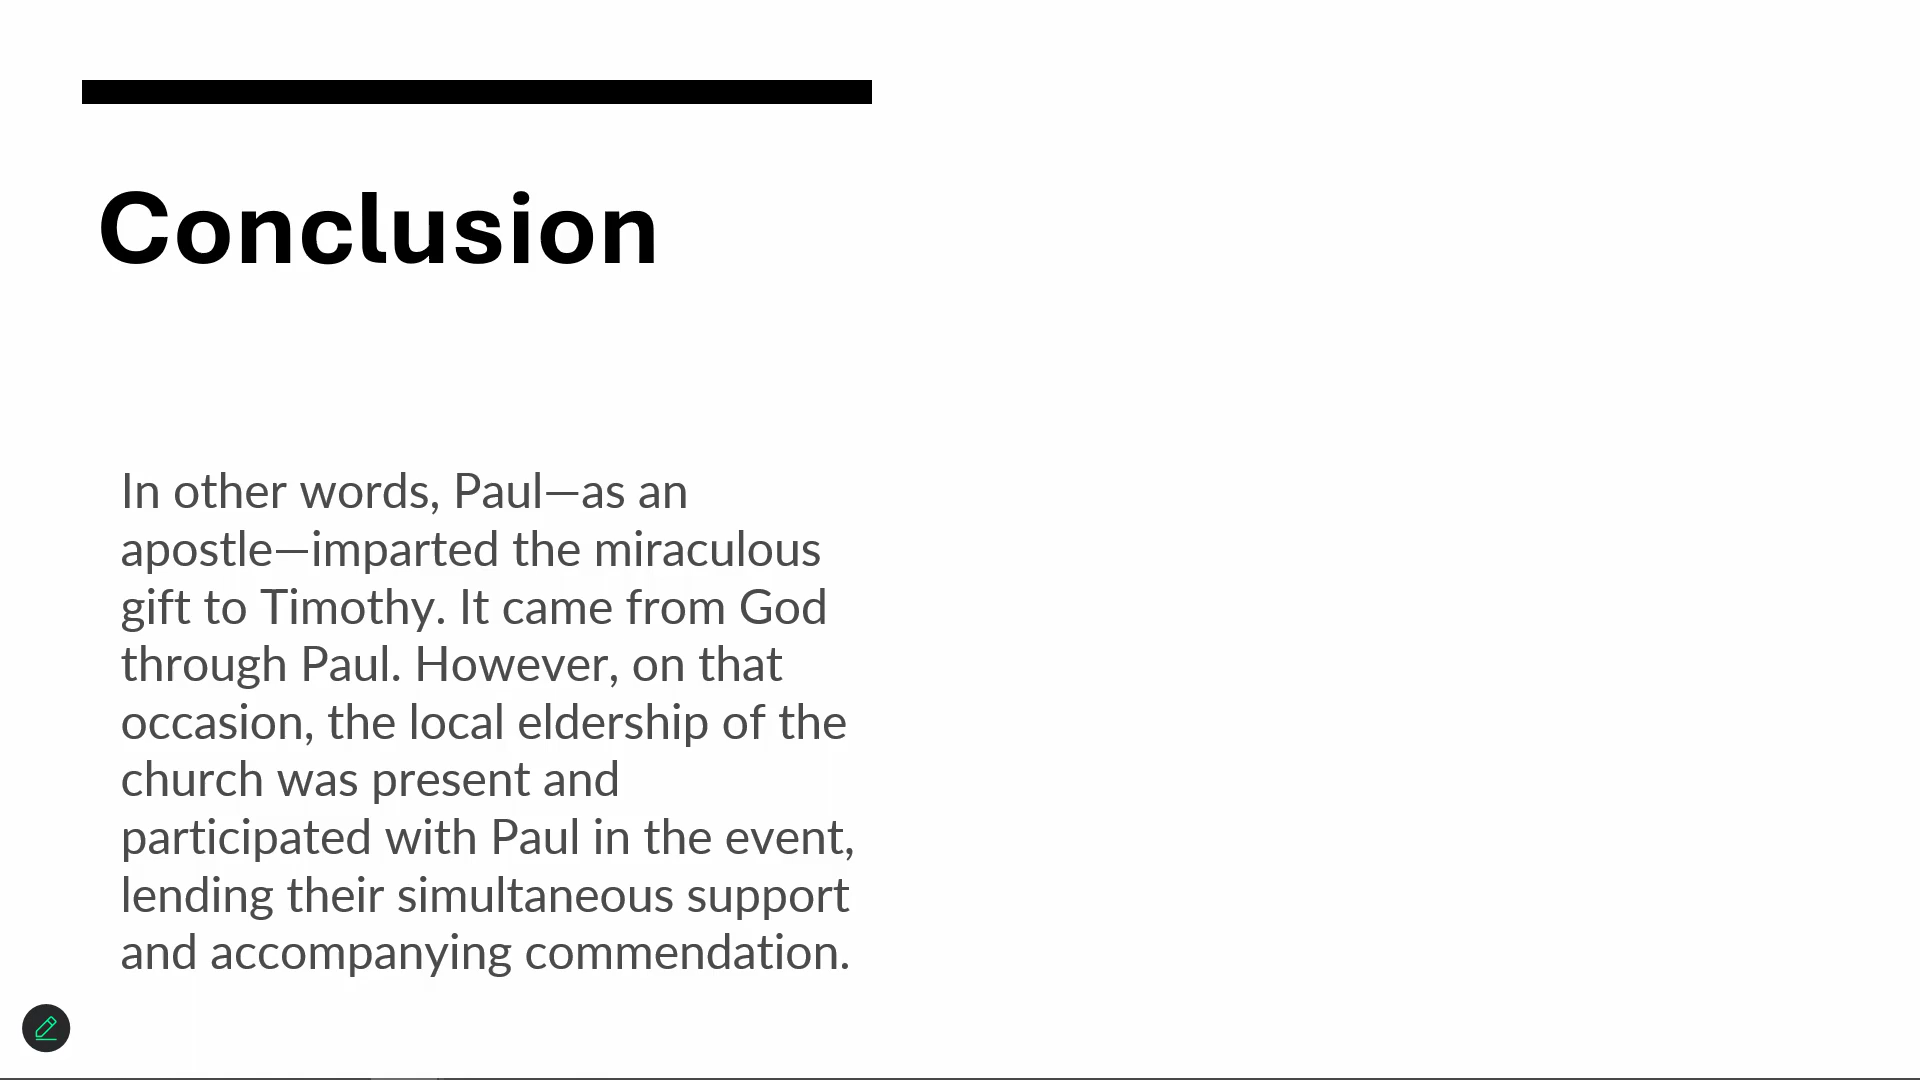 Conclusion
In other words, Paul—as an
apostle—imparted the miraculous
gift to Timothy. It came from God
through Paul. However, on that
occasion, the local eldership of the
church was present and
participated with Paul in the event,
lending their simultaneous support
and accompanying commendation.